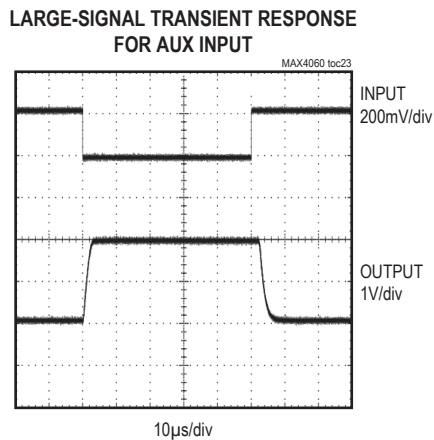 LARGE-SIGNAL TRANSIENT RESPONSE
FOR AUX INPUT
MAX4060 toc23
INPUT
200mV/div
OUTPUT
1V/div
10µs/div